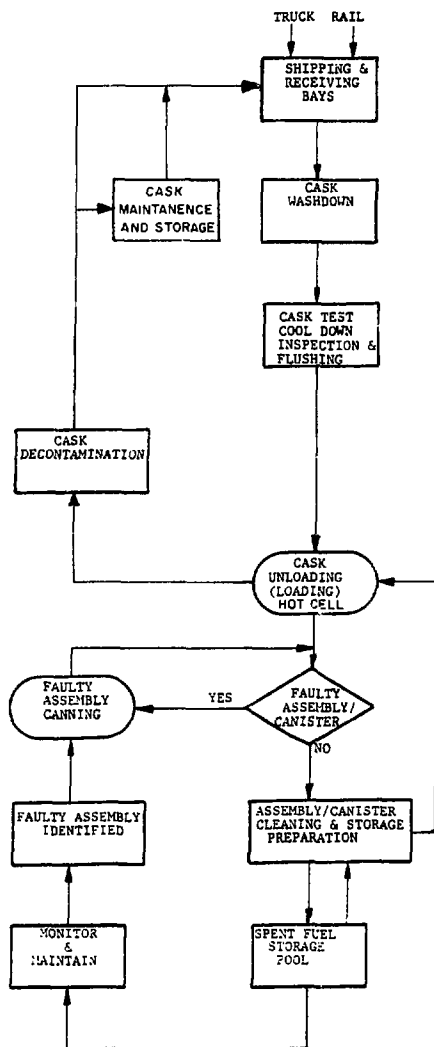 TRUCK RAIL
SHIPPING &
RECEIVING
BAYS
CASK
MAINTANENCE
AND STORAGE
CASK
WASHDOWN
CASK TEST
COOL DOWN
INSPECTION &
FLUSHING
CASK
DECONTAMINATION
CASK
UNLOADING
(LOADING)
HOT CELL
FAULTY
ASSEMBLY
CANNING
YES
FAULTY
ASSEMBLY/
CANISTER
NO
FAULTY ASSEMBLY
IDENTIFIED
ASSEMBLY/CANISTER
CLEANING & STORAGE
PREPARATION
MONITOR
&
MAINTAIN
SPENT FUEL
STORAGE
POOL